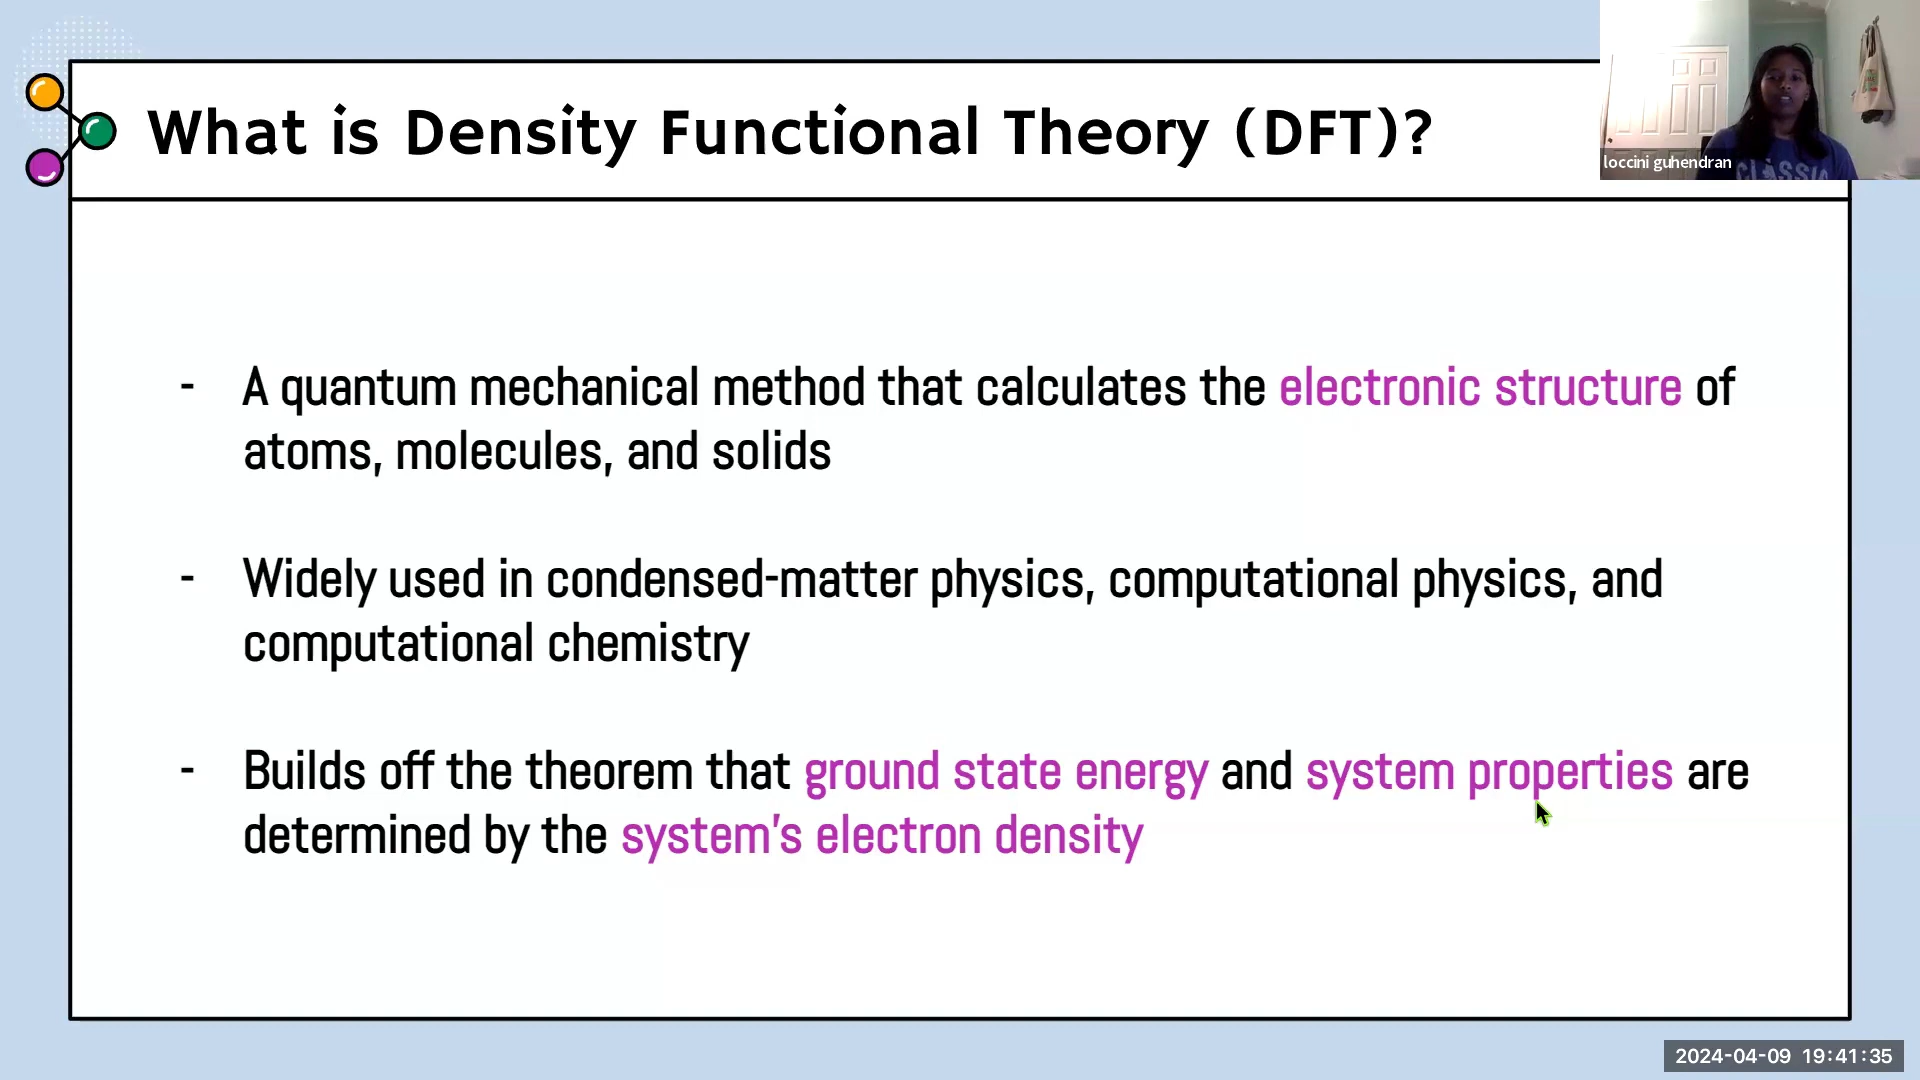 What is Density Functional Theory (DFT)?
loccini guhendran
CLASSIC
- A quantum mechanical method that calculates the electronic structure of
atoms, molecules, and solids
- Widely used in condensed-matter physics, computational physics, and
computational chemistry
- Builds off the theorem that ground state energy and system properties are
determined by the system's electron density
2024-04-09 19:41:35